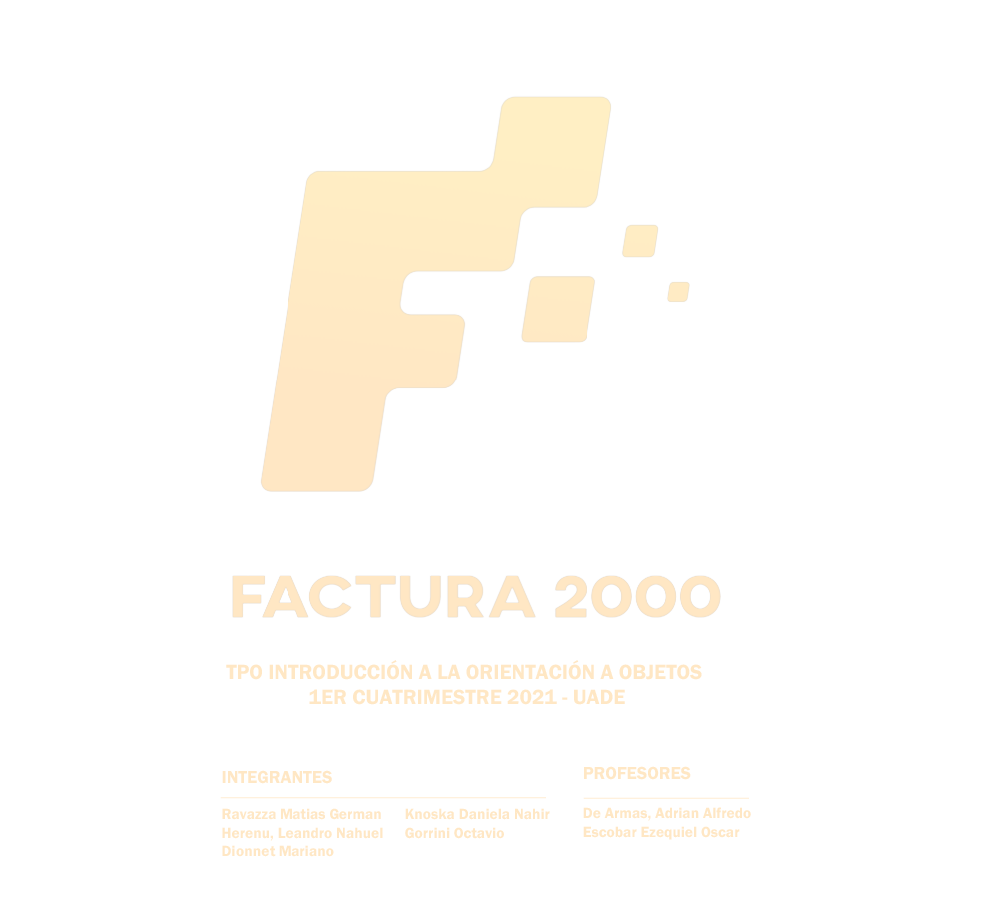 FACTURA 2000
TPO INTRODUCCIÓN A LA ORIENTACIÓN A OBJETOS
1ER CUATRIMESTRE 2021 - UADE
INTEGRANTES
Ravazza Matias German
Herenu, Leandro Nahuel
Dionnet Mariano
Knoska Daniela Nahir
Gorrini Octavio
PROFESORES
De Armas, Adrian Alfredo
Escobar Ezequiel Oscar